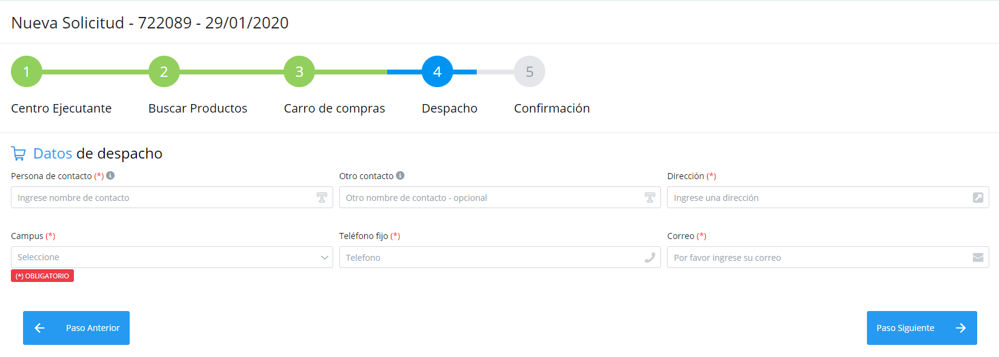 Nueva Solicitud - 722089 - 29/01/2020
1 2 3 4 5
Centro Ejecutante Buscar Productos Carro de compras Despacho Confirmación
Datos de despacho
Persona de contacto (*) Otro contacto Dirección (*)
Ingrese nombre de contacto Otro nombre de contacto - opcional Ingrese una dirección
Campus (*) Teléfono fijo (*) Correo (*)
Seleccione Telefono Por favor ingrese su correo
(*) OBLIGATORIO
Paso Anterior Paso Siguiente